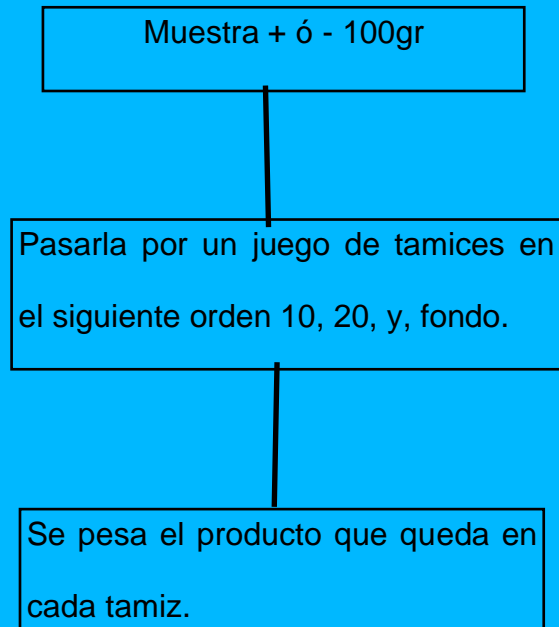 Muestra + ó - 100gr
Pasarla por un juego de tamices en
el siguiente orden 10, 20, y, fondo.
Se pesa el producto que queda en
cada tamiz.